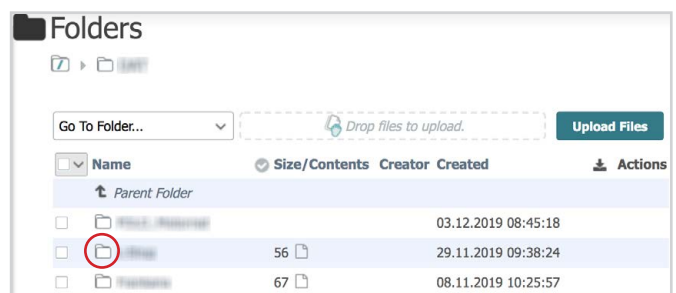 Folders
Go To Folder...
Drop files to upload.
Upload Files
Name Size/Contents Creator Created Actions
Parent Folder
03.12.2019 08:45:18
56 29.11.2019 09:38:24
67 08.11.2019 10:25:57